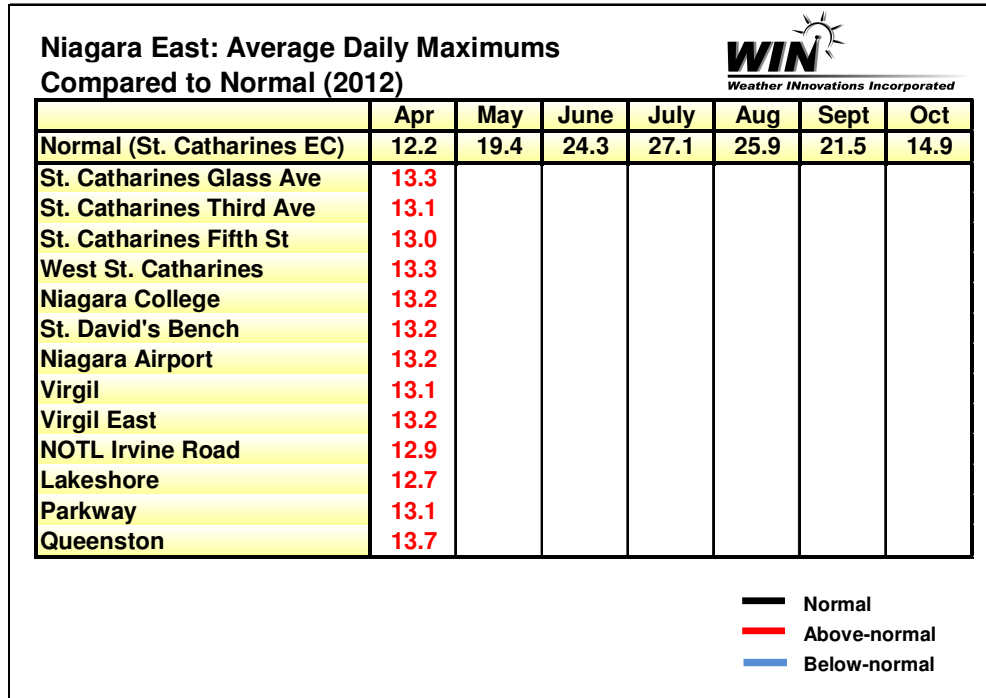 Niagara East: Average Daily Maximums
Compared to Normal (2012)
WIN
Weather INnovations Incorporated
Apr May June July Aug Sept Oct
Normal (St. Catharines EC) 12.2 19.4 24.3 27.1 25.9 21.5 14.9
St. Catharines Glass Ave 13.3
St. Catharines Third Ave 13.1
St. Catharines Fifth St 13.0
West St. Catharines 13.3
Niagara College 13.2
St. David's Bench 13.2
Niagara Airport 13.2
Virgil 13.1
Virgil East 13.2
NOTL Irvine Road 12.9
Lakeshore 12.7
Parkway 13.1
Queenston 13.7
Normal
Above-normal
Below-normal